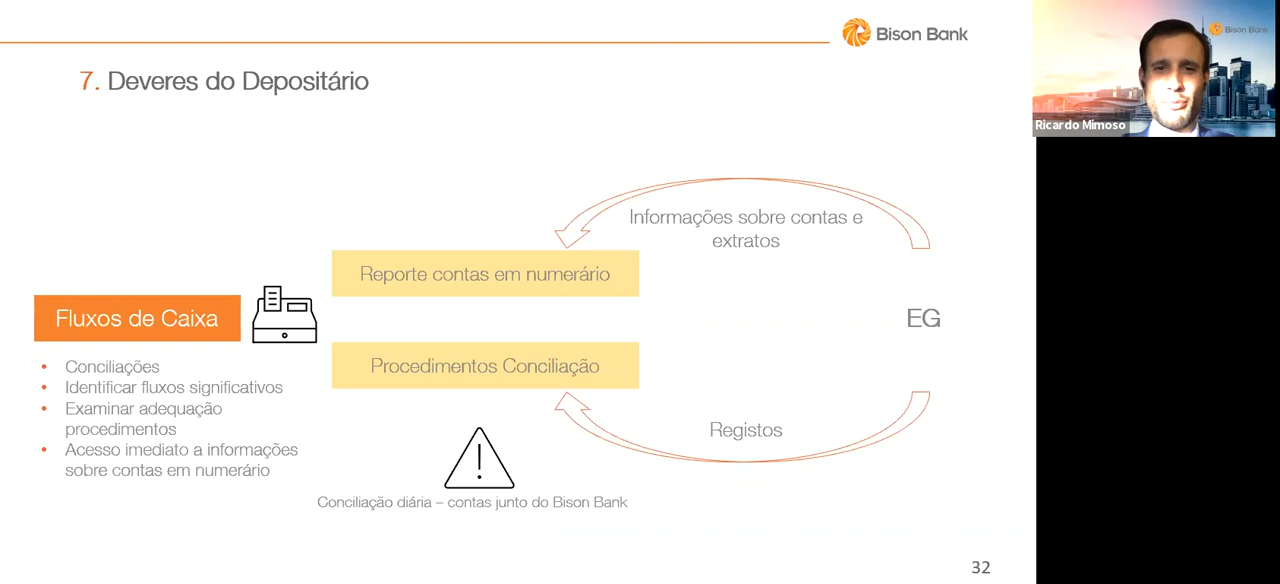 Bison Bank
7. Deveres do Depositário
Bison Bank
Ricardo Mimoso
Informações sobre contas e
extratos
Reporte contas em numerário
Fluxos de Caixa
EG
Procedimentos Conciliação
• Conciliações
• Identificar fluxos significativos
• Examinar adequação
procedimentos
• Acesso imediato a informações
sobre contas em numerário
Registos
Conciliação diária – contas junto do Bison Bank
32